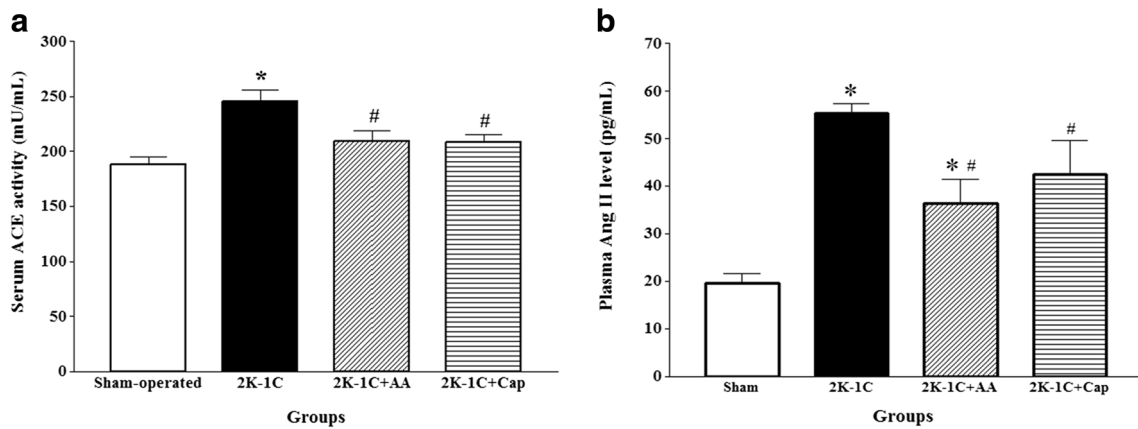 a
300
250
200
150
100
50
0
Serum ACE activity (mU/mL)
*
#
#
Sham-operated 2K-1C 2K-1C+AA 2K-1C+Cap
Groups
b
70
60
50
40
30
20
10
0
Plasma Ang II level (pg/mL)
*
* #
#
Sham 2K-1C 2K-1C+AA 2K-1C+Cap
Groups